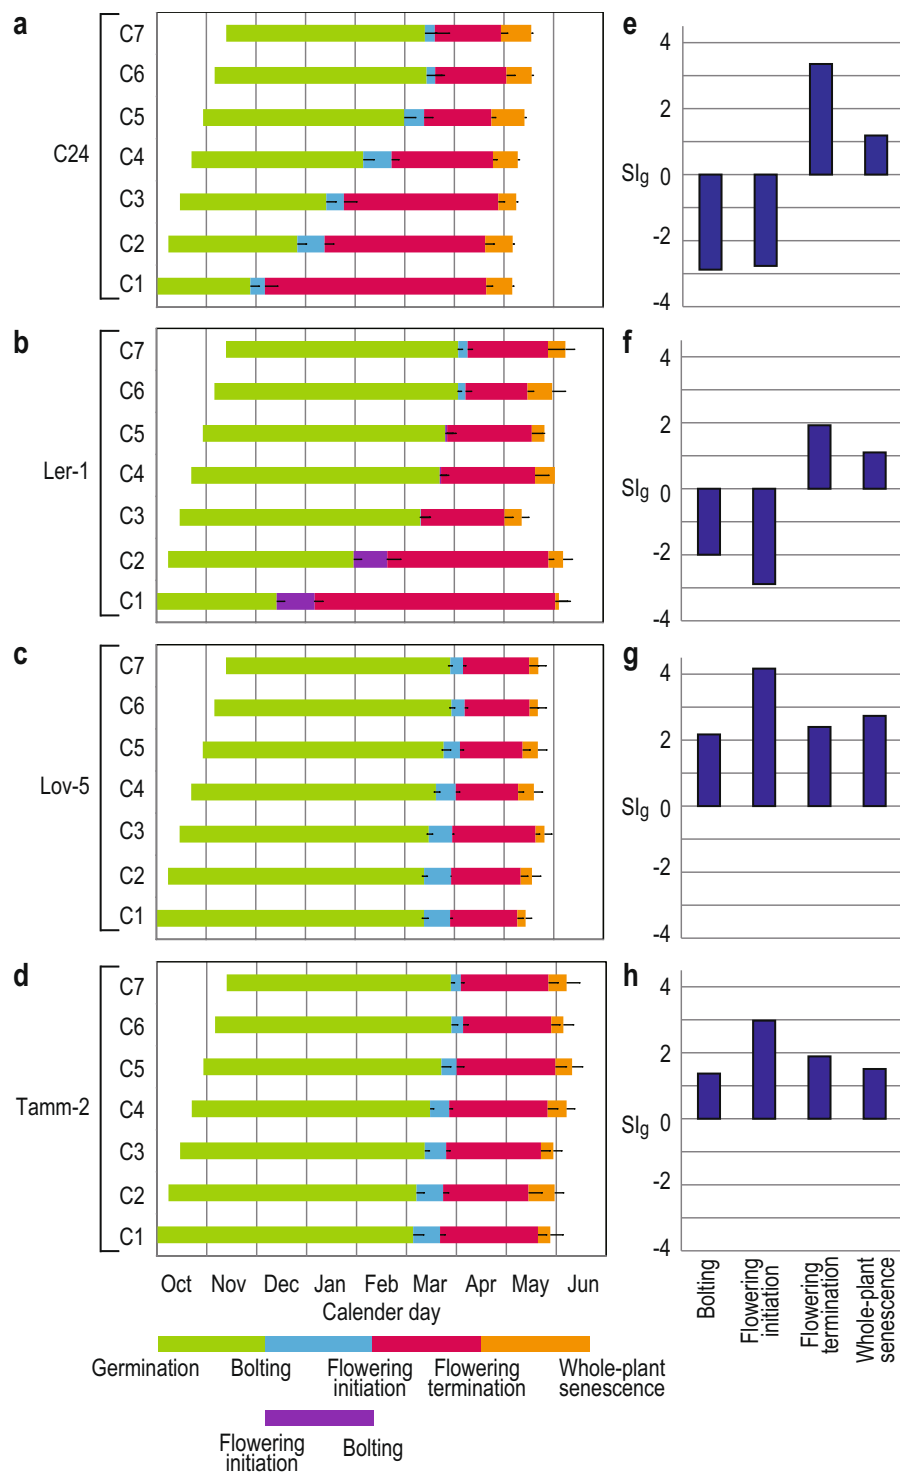 a
C24
C7
C6
C5
C4
C3
C2
C1
e
4
2
SIg 0
-2
-4
b
Ler-1
C7
C6
C5
C4
C3
C2
C1
f
4
2
SIg 0
-2
-4
c
Lov-5
C7
C6
C5
C4
C3
C2
C1
g
4
2
SIg 0
-2
-4
d
Tamm-2
C7
C6
C5
C4
C3
C2
C1
h
4
2
SIg 0
-2
-4
Oct Nov Dec Jan Feb Mar Apr May Jun
Calender day
Bolting
Flowering
initiation
Flowering
termination
Whole-plant
senescence
Germination
Bolting
Flowering
initiation
Flowering
termination
Whole-plant
senescence
Flowering
initiation
Bolting